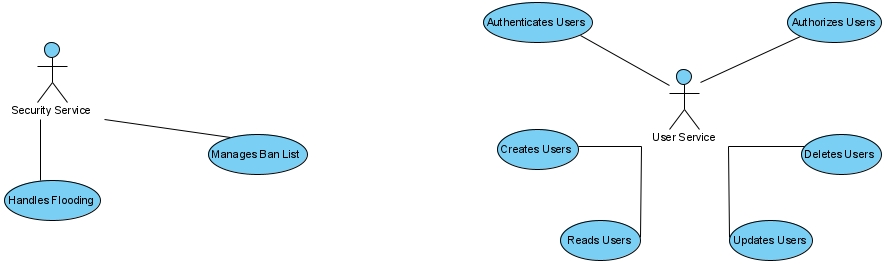 Authenticates Users
Authorizes Users
Security Service
User Service
Manages Ban List
Creates Users
Deletes Users
Handles Flooding
Reads Users
Updates Users